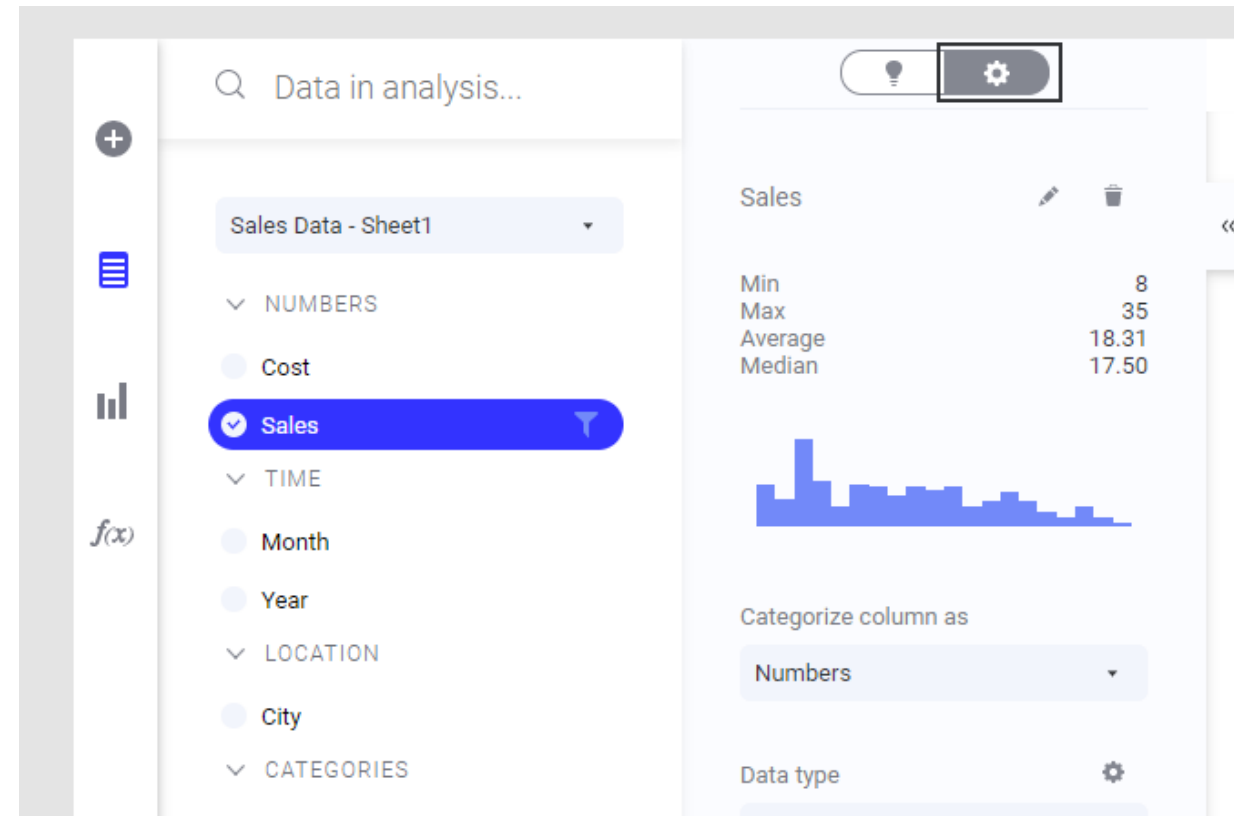 Data in analysis...
Sales Data - Sheet1
NUMBERS
Cost
Sales
TIME
Month
Year
LOCATION
City
CATEGORIES
f(x)
Sales
Min 8
Max 35
Average 18.31
Median 17.50
Categorize column as
Numbers
Data type